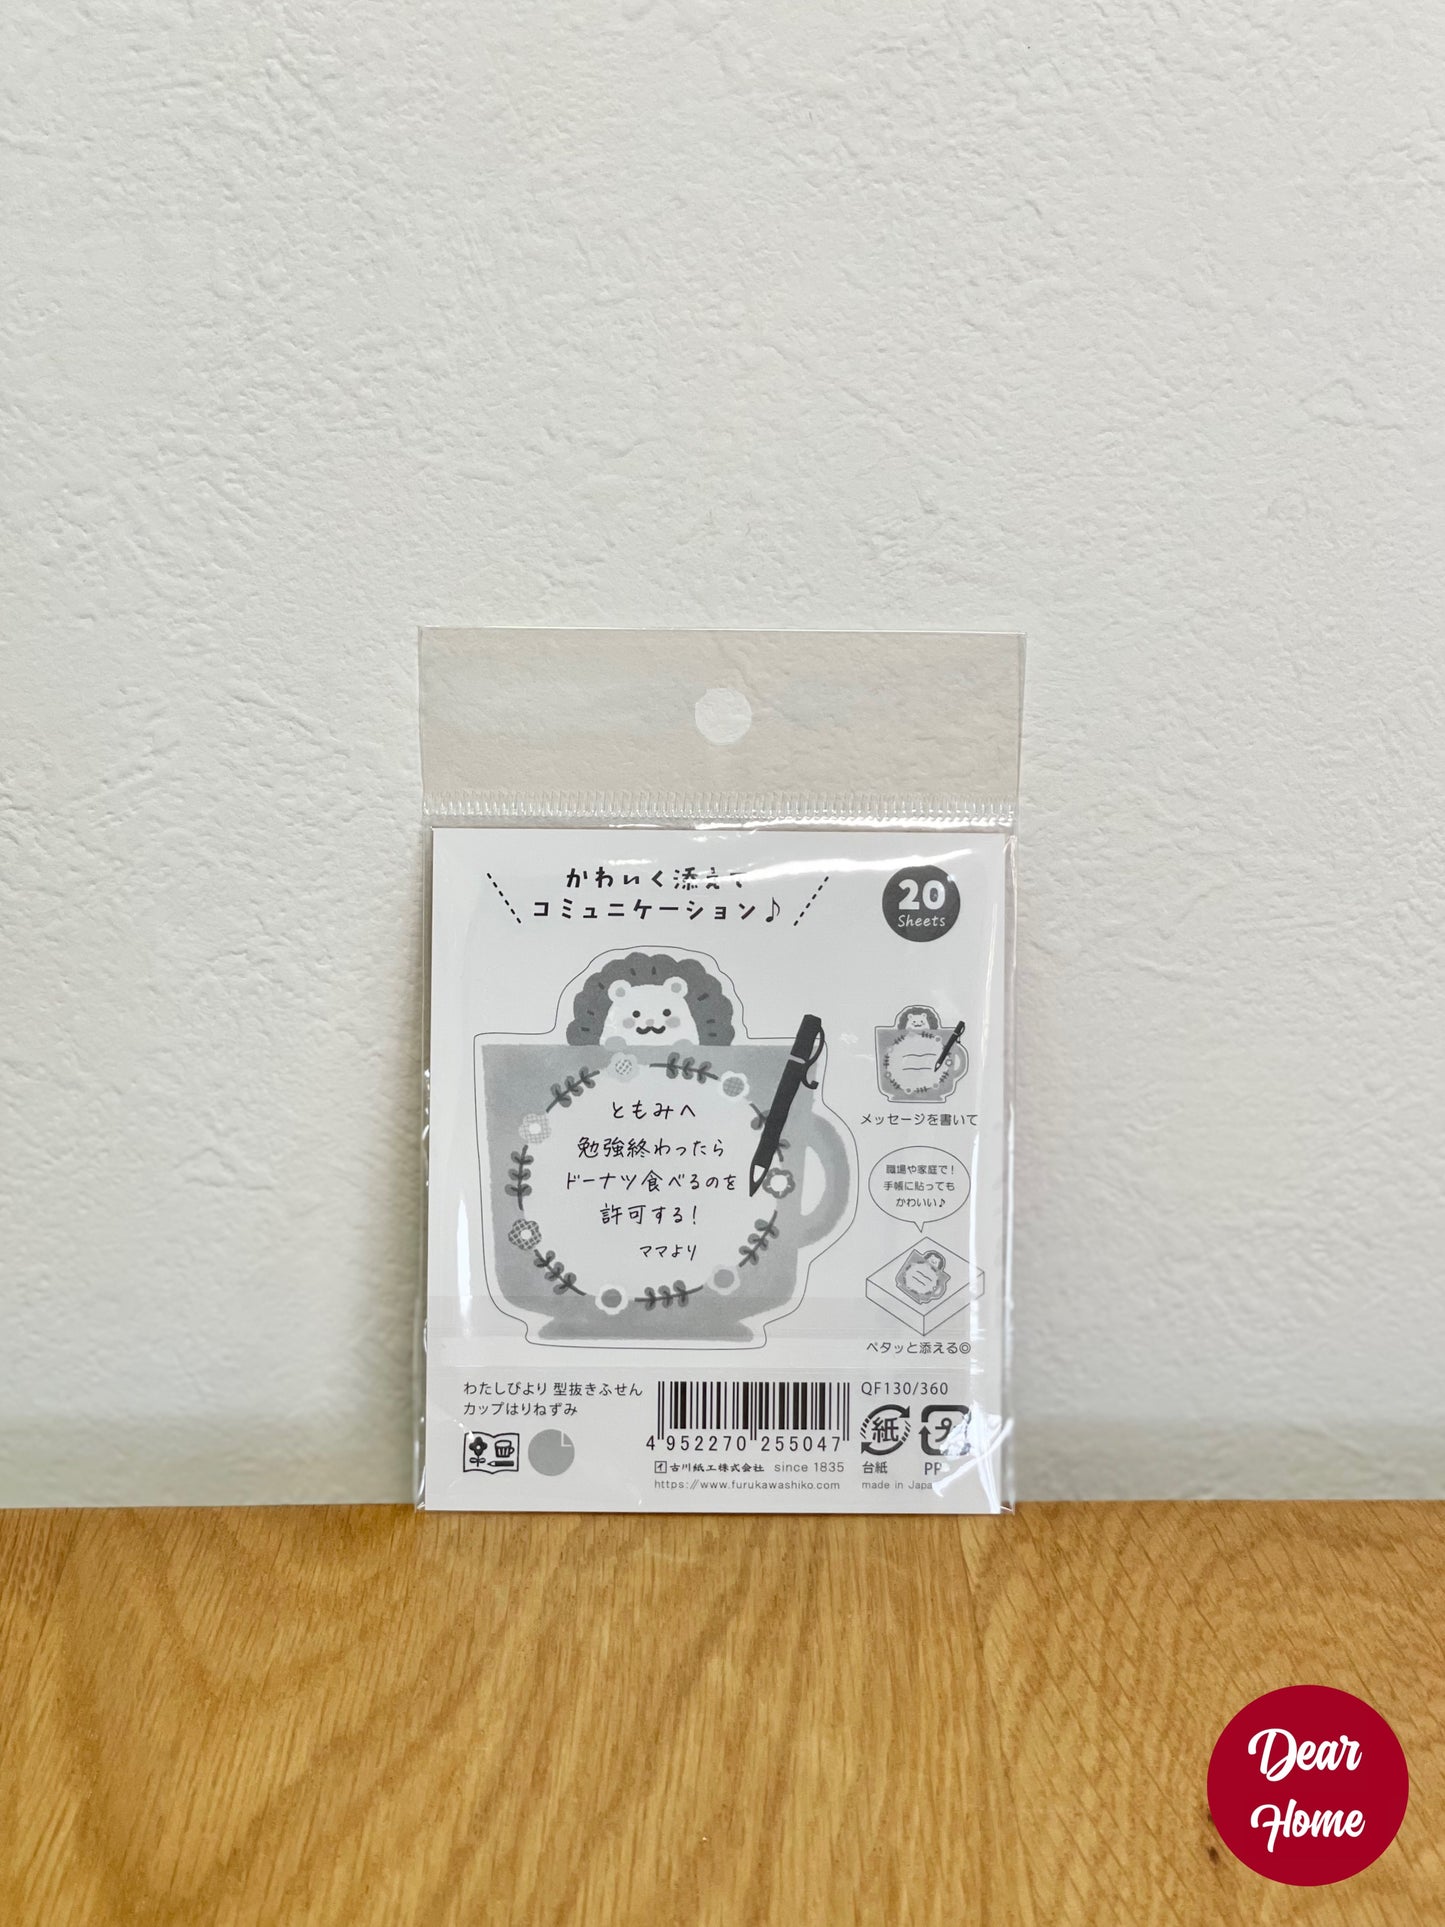 かわいく添えて
コミュニケーション♪
20
Sheets
ともみへ
勉強終わったら
ドーナツ食べるのを
許可する!
ママより
メッセージを書いて
職場や家庭で!
手帳に貼っても
かわいい♪
ペタッと添える◎
わたしびより 型抜きふせん
カップはりねずみ
4 952270 255047
QF130/360
紙
プ
台紙
PP
古川紙工株式会社 since 1835
https://www.furukawashiko.com
made in Japan
Dear
Home